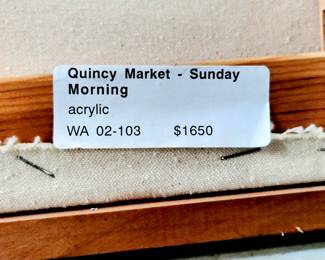 Quincy Market - Sunday
Morning
acrylic
WA 02-103 $1650